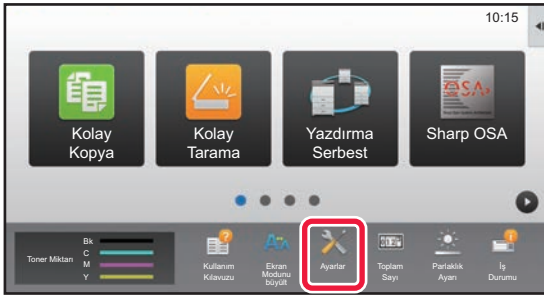 10:15
Kolay
Kopya
Kolay
Tarama
Yazdırma
Serbest
Sharp OSA
OSA
Toner Miktarı
Bk
C
M
Y
Kullanım
Kılavuzu
Ekran
Modunu
büyült
Ayarlar
Toplam
Sayı
Parlaklık
Ayarı
İş
Durumu